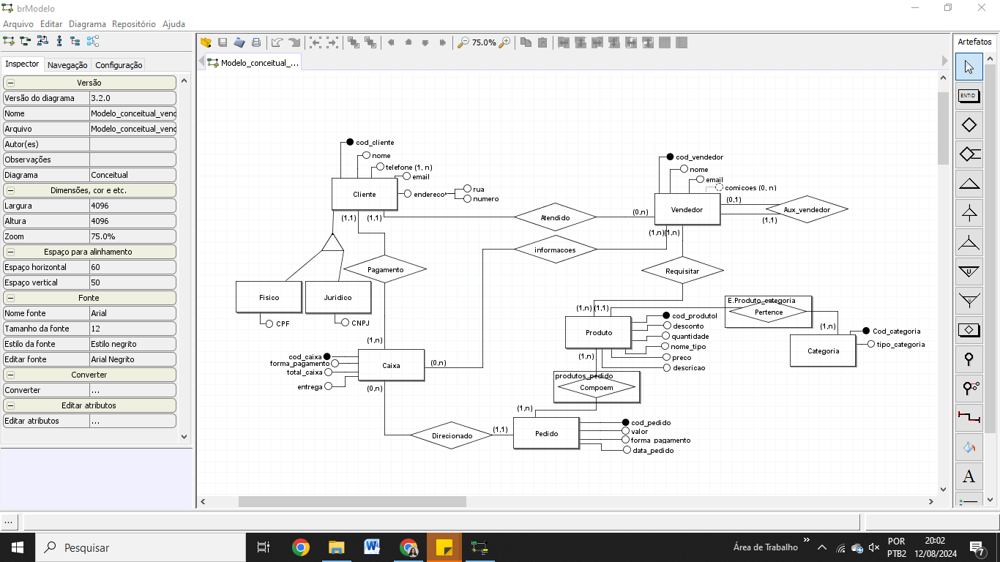 brModelo
Arquivo Editar Diagrama Repositório Ajuda
75.0%
Artefatos
Inspector Navegação Configuração
Modelo_conceitual_...
Versão
Versão do diagrama 3.2.0
Nome Modelo_conceitual_venc
Arquivo Modelo_conceitual_venc
Autor(es)
Observações
Diagrama Conceitual
Dimensões, cor e etc.
Largura 4096
Altura 4096
Zoom 75.0%
Espaço para alinhamento
Espaço horizontal 60
Espaço vertical 50
Fonte
Nome fonte Arial
Tamanho da fonte 12
Estilo da fonte Estilo negrito
Editar fonte Arial Negrito
Converter
Converter ...
Editar atributos
Editar atributos ...
cod_cliente
nome
telefone (1, n)
email
Cliente
endereco
rua
numero
(1,1) (1,1)
Atendido
(0,n)
cod_vendedor
nome
email
comicoes (0, n)
Vendedor
(0,1)
(1,1)
Aux_vendedor
(1,n)(1,n)
informacoes
Pagamento
Requisitar
Fisico
Juridico
CPF
CNPJ
(1,n)
(1,n) (1,1)
E.Produto_categoria
Pertence
(1,n)
Produto
cod_produtol
desconto
quantidade
nome_tipo
preco
descricao
Cod_categoria
tipo_categoria
Categoria
cod_caixa
forma_pagamento
total_caixa
entrega
Caixa
(0,n)
(0,n)
(1,n)
produtos_pedido
Compoem
(1,n)
Direcionado
(1,1)
Pedido
cod_pedido
valor
forma_pagamento
data_pedido
ENTID
U
U
A
...
Pesquisar
W
Área de Trabalho
»
POR
PTB2
20:02
12/08/2024
7